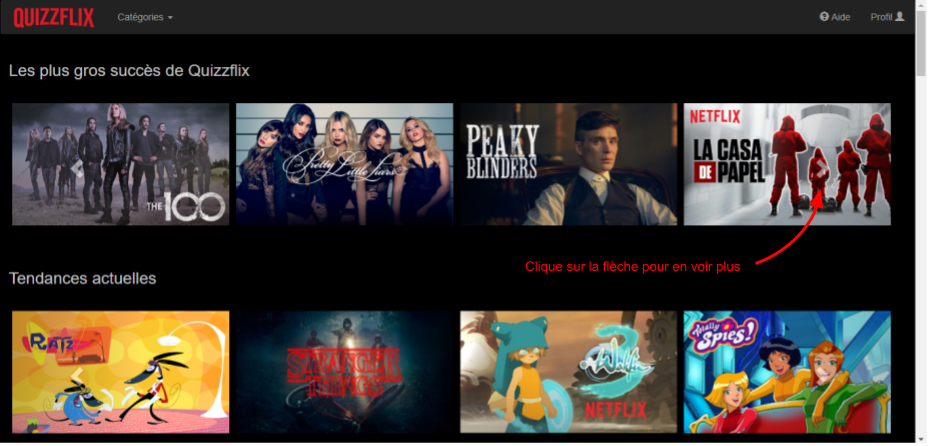 QUIZZFLIX
Catégories
Aide
Profil
Les plus gros succès de Quizzflix
THE 100
Pretty Little Liars
PEAKY
BLINDERS
NETFLIX
LA CASA
DE PAPEL
Clique sur la flèche pour en voir plus
Tendances actuelles
RATZ
STRANGER
THINGS
Wakfu
NETFLIX
Totally
Spies!